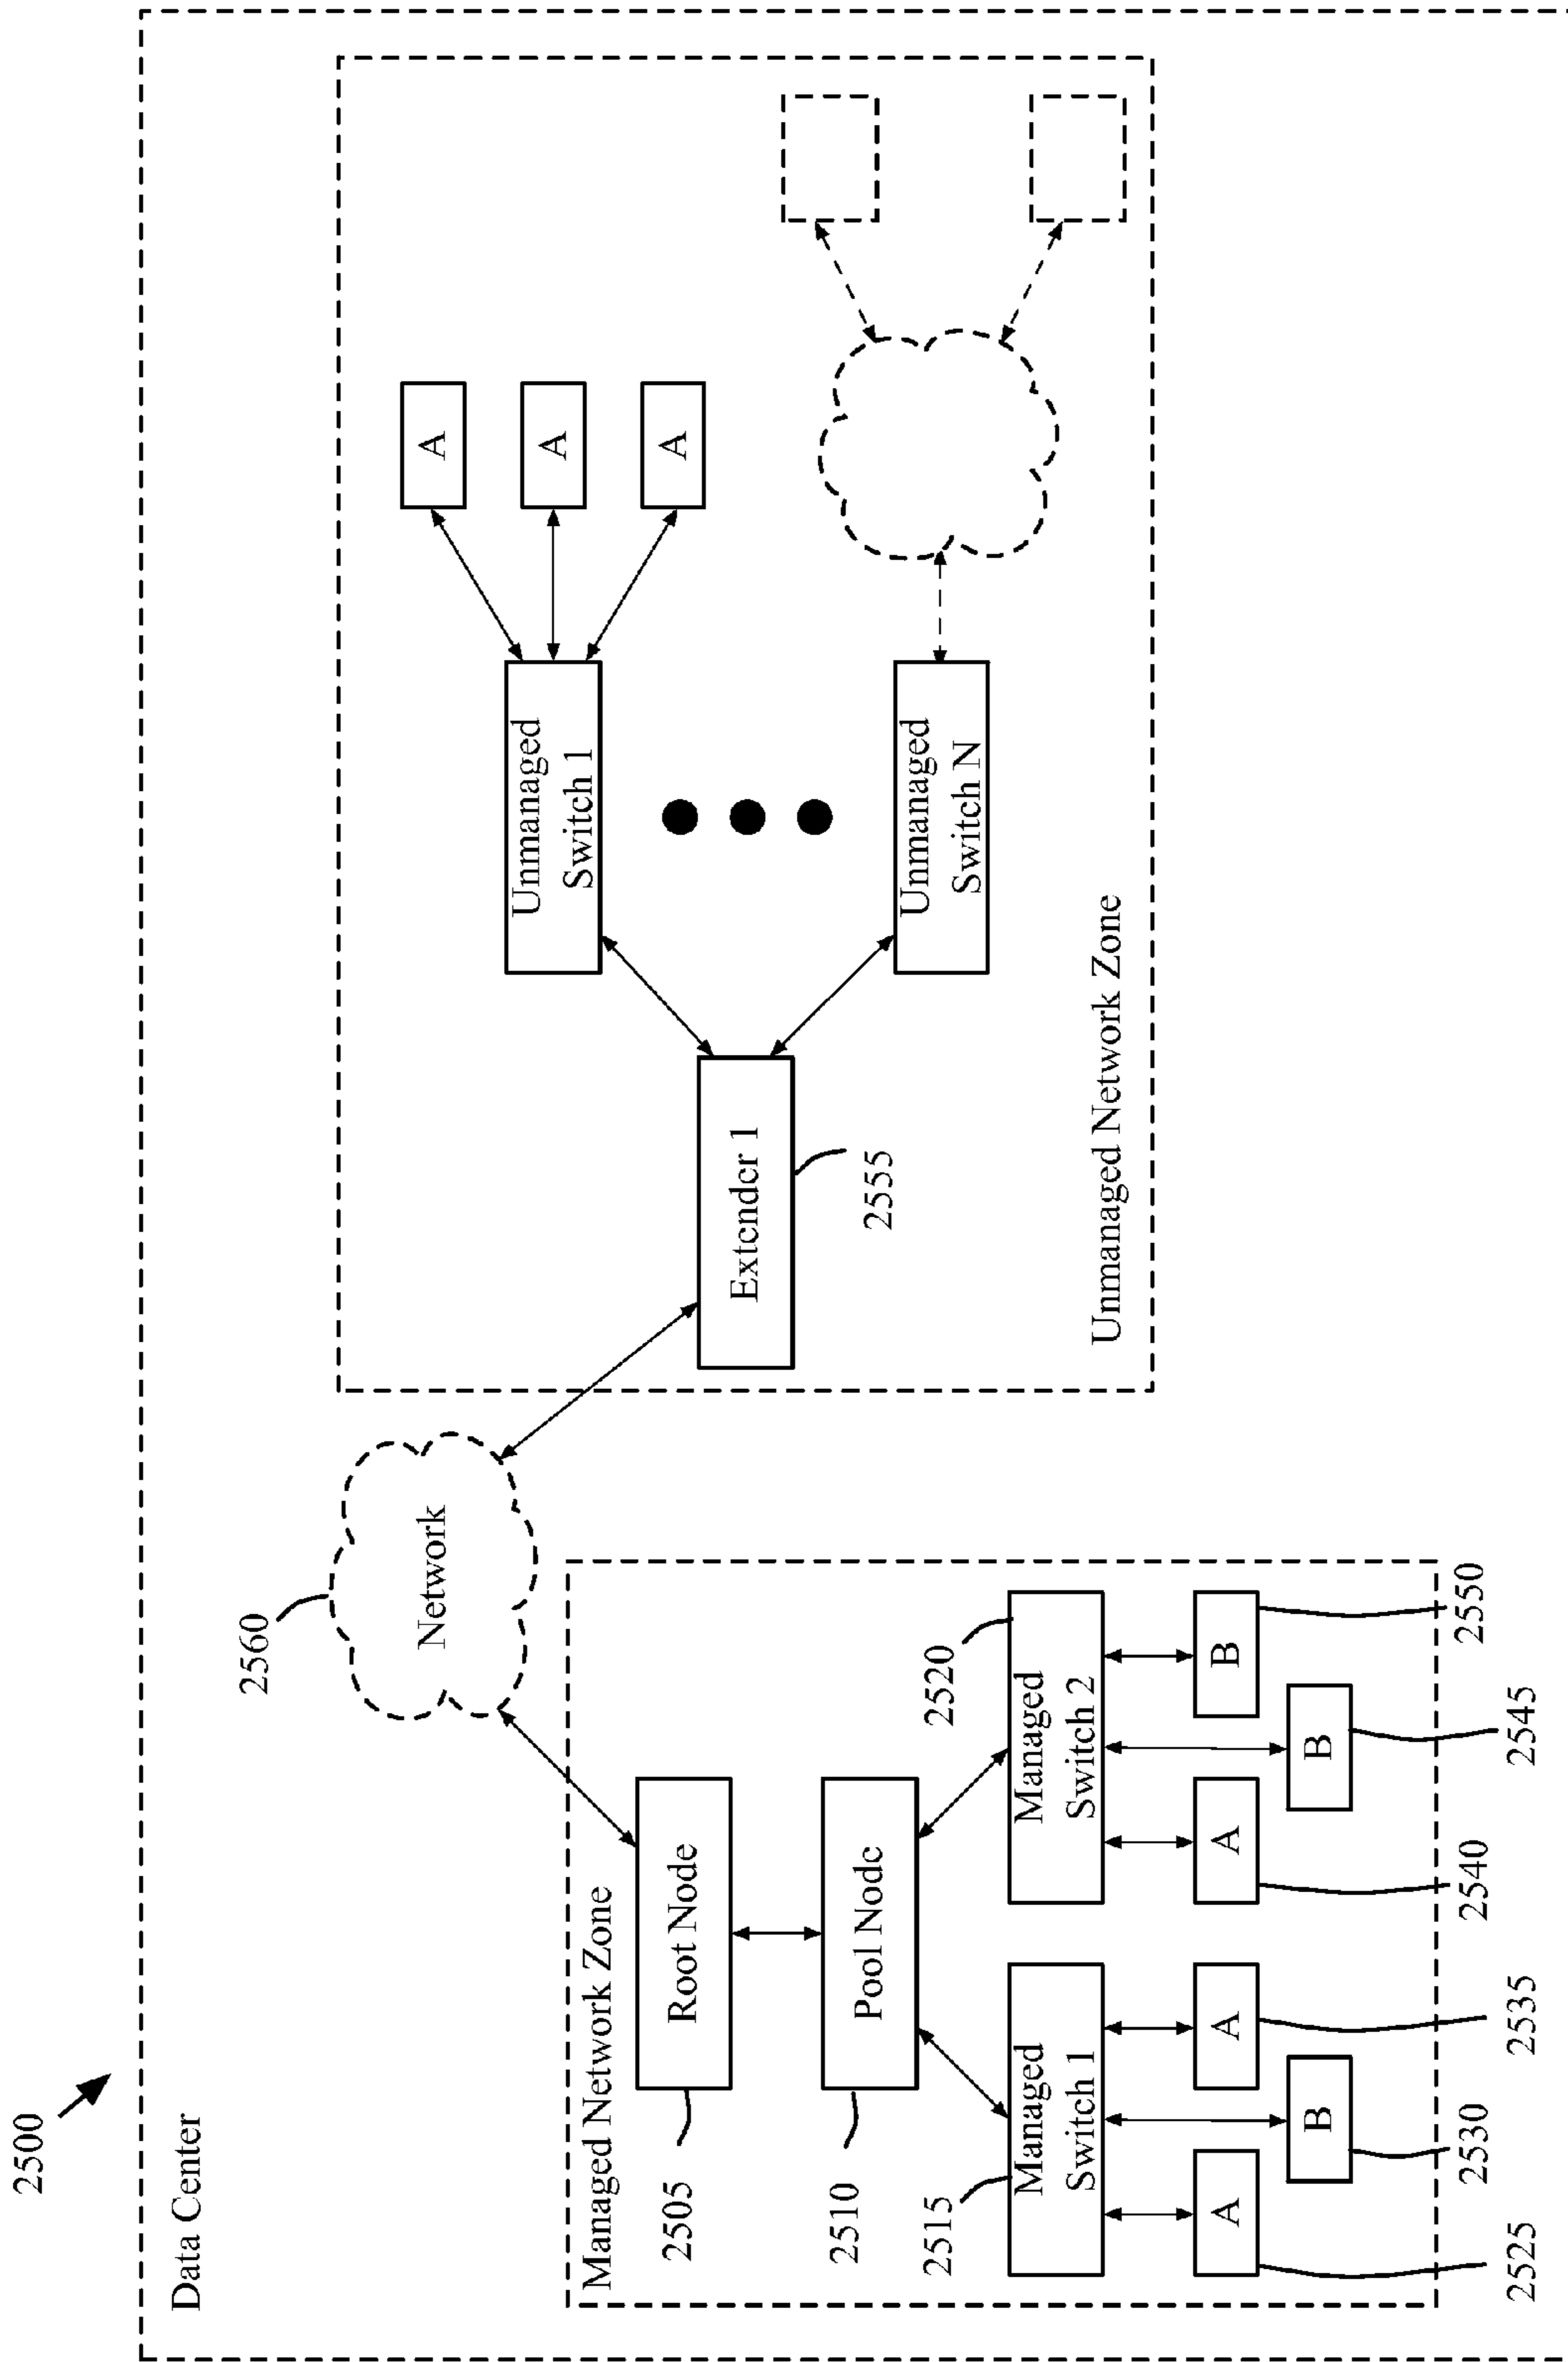 2500
Data Center
2560
Network
Managed Network Zone
Root Node
2505
Pool Node
2510
2515
Managed
Switch 1
2520
Managed
Switch 2
A
B
A
A
B
B
2525
2530
2535
2540
2545
2550
Extender 1
2555
Unmanaged
Switch 1
A
A
A
Unmanaged
Switch N
Unmanaged Network Zone